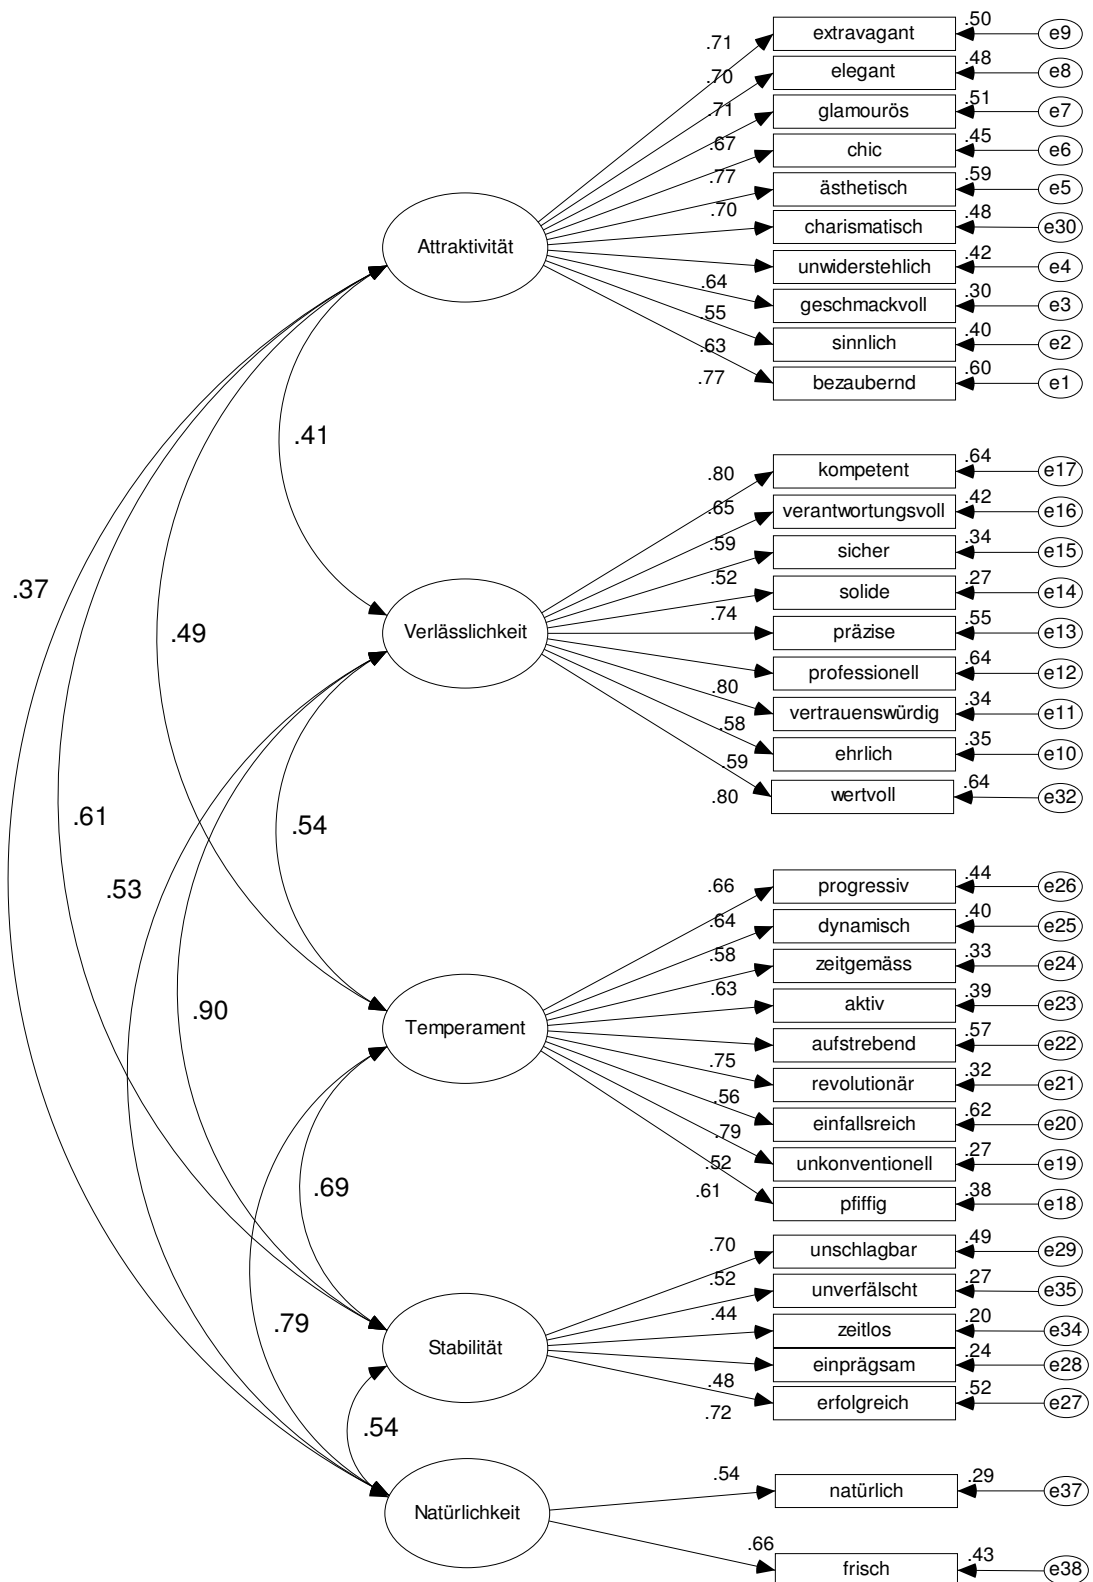 .71 extravagant .50 e9
.70 elegant .48 e8
.71 glamourös .51 e7
.67 chic .45 e6
.77 ästhetisch .59 e5
.70 charismatisch .48 e30
Attraktivität
unwiderstehlich .42 e4
.64 geschmackvoll .30 e3
.55 sinnlich .40 e2
.63
.77 bezaubernd .60 e1
.41
.80 kompetent .64 e17
.65 verantwortungsvoll .42 e16
.59 sicher .34 e15
.52 solide .27 e14
.37
.74
.49
Verlässlichkeit
präzise .55 e13
professionell .64 e12
.80 vertrauenswürdig .34 e11
.58 ehrlich .35 e10
.59
.80 wertvoll .64 e32
.61
.54
.53
.66 progressiv .44 e26
.64 dynamisch .40 e25
.58 zeitgemäss .33 e24
.63 aktiv .39 e23
.90
Temperament
aufstrebend .57 e22
.75 revolutionär .32 e21
.56 einfallsreich .62 e20
.79 unkonventionell .27 e19
.52
.61 pfiffig .38 e18
.69
.70 unschlagbar .49 e29
.52 unverfälscht .27 e35
.44 zeitlos .20 e34
.79
Stabilität
einprägsam .24 e28
.48 erfolgreich .52 e27
.72
.54
.54 natürlich .29 e37
Natürlichkeit
.66 frisch .43 e38